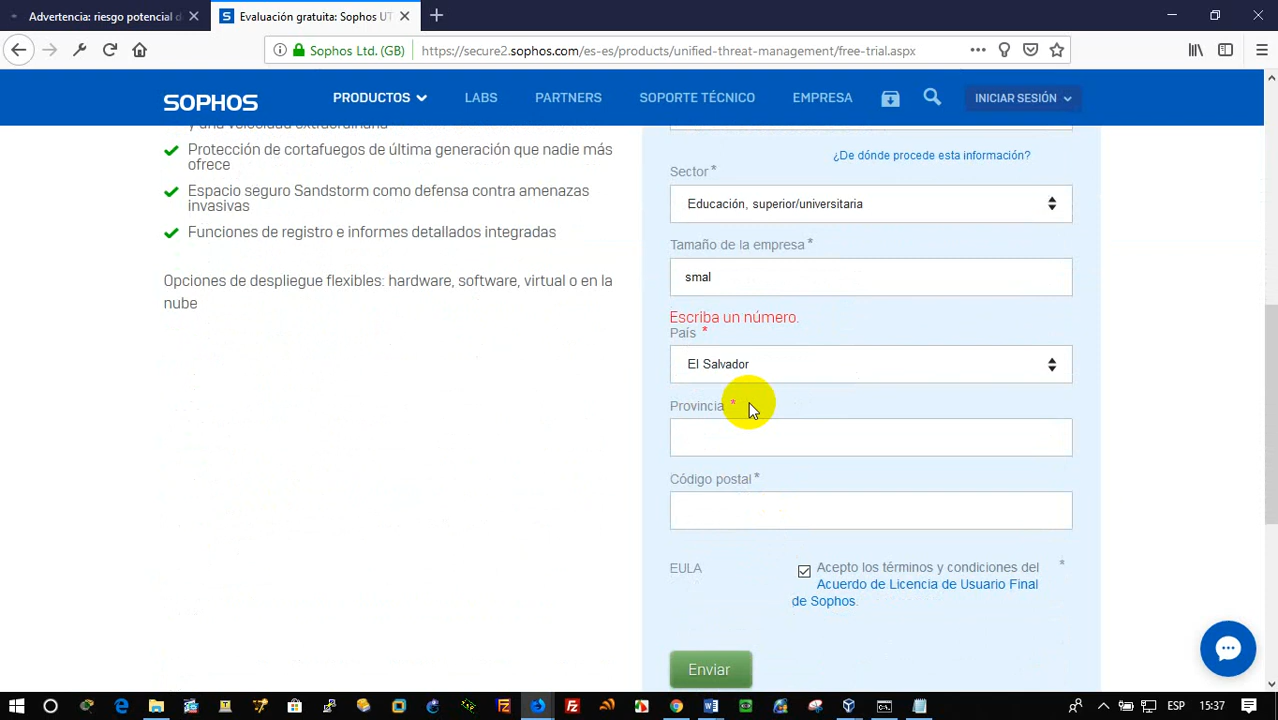 Advertencia: riesgo potencial d
Evaluación gratuita: Sophos UT
Sophos Ltd. (GB)
https://secure2.sophos.com/es-es/products/unified-threat-management/free-trial.aspx
SOPHOS
PRODUCTOS
LABS
PARTNERS
SOPORTE TÉCNICO
EMPRESA
INICIAR SESIÓN
y una velocidad extraordinaria
Protección de cortafuegos de última generación que nadie más
ofrece
Espacio seguro Sandstorm como defensa contra amenazas
invasivas
Funciones de registro e informes detallados integradas
Opciones de despliegue flexibles: hardware, software, virtual o en la
nube
¿De dónde procede esta información?
Sector*
Educación, superior/universitaria
Tamaño de la empresa*
smal
Escriba un número.
País *
El Salvador
Provincia *
Código postal*
EULA
Acepto los términos y condiciones del *
Acuerdo de Licencia de Usuario Final
de Sophos.
Enviar
ESP
15:37